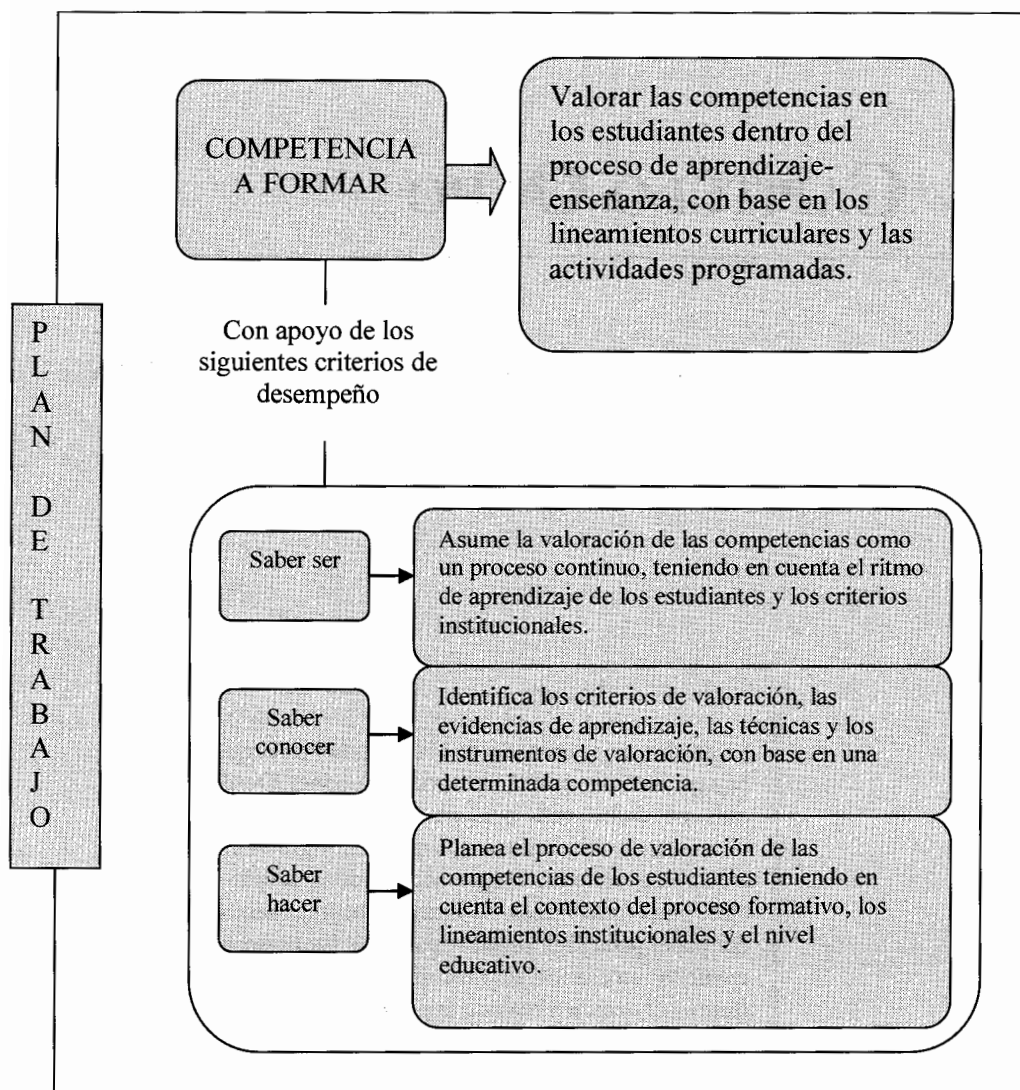 COMPETENCIA
A FORMAR
Valorar las competencias en
los estudiantes dentro del
proceso de aprendizaje-
enseñanza, con base en los
lineamientos curriculares y las
actividades programadas.
PLAN DE TRABAJO
Con apoyo de los
siguientes criterios de
desempeño
Saber ser
Asume la valoración de las competencias como
un proceso continuo, teniendo en cuenta el ritmo
de aprendizaje de los estudiantes y los criterios
institucionales.
Saber
conocer
Identifica los criterios de valoración, las
evidencias de aprendizaje, las técnicas y los
instrumentos de valoración, con base en una
determinada competencia.
Saber
hacer
Planea el proceso de valoración de las
competencias de los estudiantes teniendo en
cuenta el contexto del proceso formativo, los
lineamientos institucionales y el nivel
educativo.